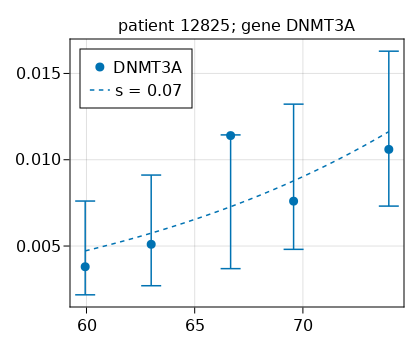 patient 12825; gene DNMT3A
DNMT3A
s = 0.07
0.015
0.010
0.005
60
65
70